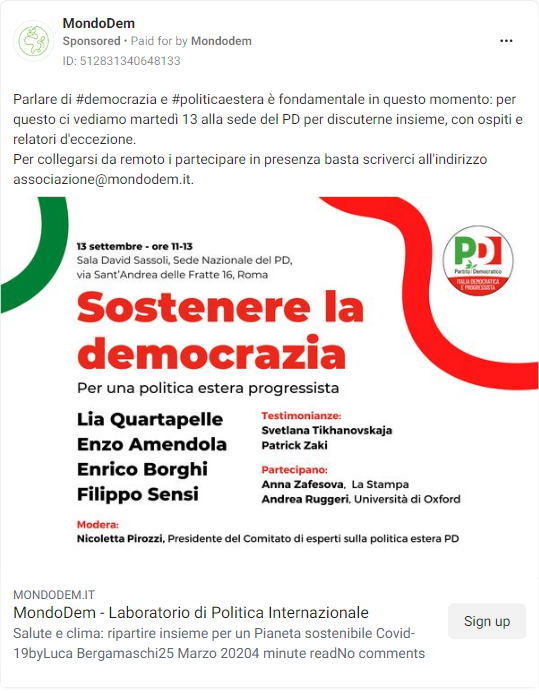 MondoDem
Sponsored • Paid for by Mondodem
ID: 512831340648133
Parlare di #democrazia e #politicaestera è fondamentale in questo momento: per
questo ci vediamo martedì 13 alla sede del PD per discuterne insieme, con ospiti e
relatori d'eccezione.
Per collegarsi da remoto i partecipare in presenza basta scriverci all'indirizzo
associazione@mondodem.it.
13 settembre - ore 11-13
Sala David Sassoli, Sede Nazionale del PD,
via Sant'Andrea delle Fratte 16, Roma
PD
Partito Democratico
ITALIA DEMOCRATICA
E PROGRESSISTA
Sostenere la
democrazia
Per una politica estera progressista
Lia Quartapelle
Enzo Amendola
Enrico Borghi
Filippo Sensi
Testimonianze:
Svetlana Tikhanovskaja
Patrick Zaki
Partecipano:
Anna Zafesova, La Stampa
Andrea Ruggeri, Università di Oxford
Modera:
Nicoletta Pirozzi, Presidente del Comitato di esperti sulla politica estera PD
MONDODEM.IT
MondoDem - Laboratorio di Politica Internazionale
Salute e clima: ripartire insieme per un Pianeta sostenibile Covid-
19byLuca Bergamaschi25 Marzo 20204 minute readNo comments
Sign up